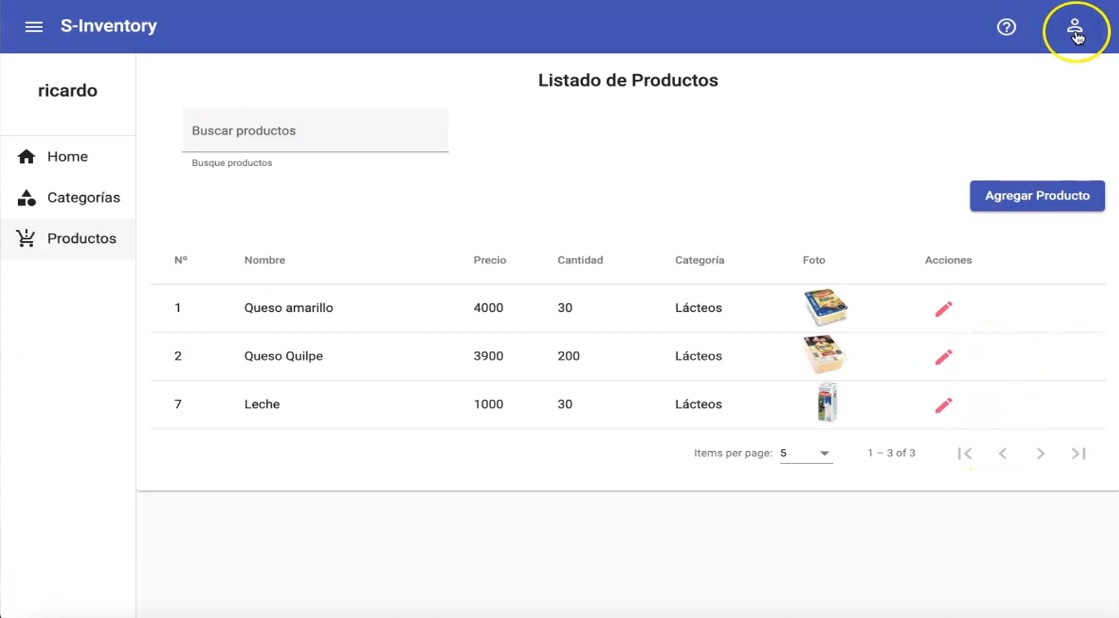 S-Inventory
ricardo
Home
Categorías
Productos
Listado de Productos
Buscar productos
Busque productos
Agregar Producto
Nº Nombre Precio Cantidad Categoría Foto Acciones
1 Queso amarillo 4000 30 Lácteos
2 Queso Quilpe 3900 200 Lácteos
7 Leche 1000 30 Lácteos
Items per page: 5 1 – 3 of 3